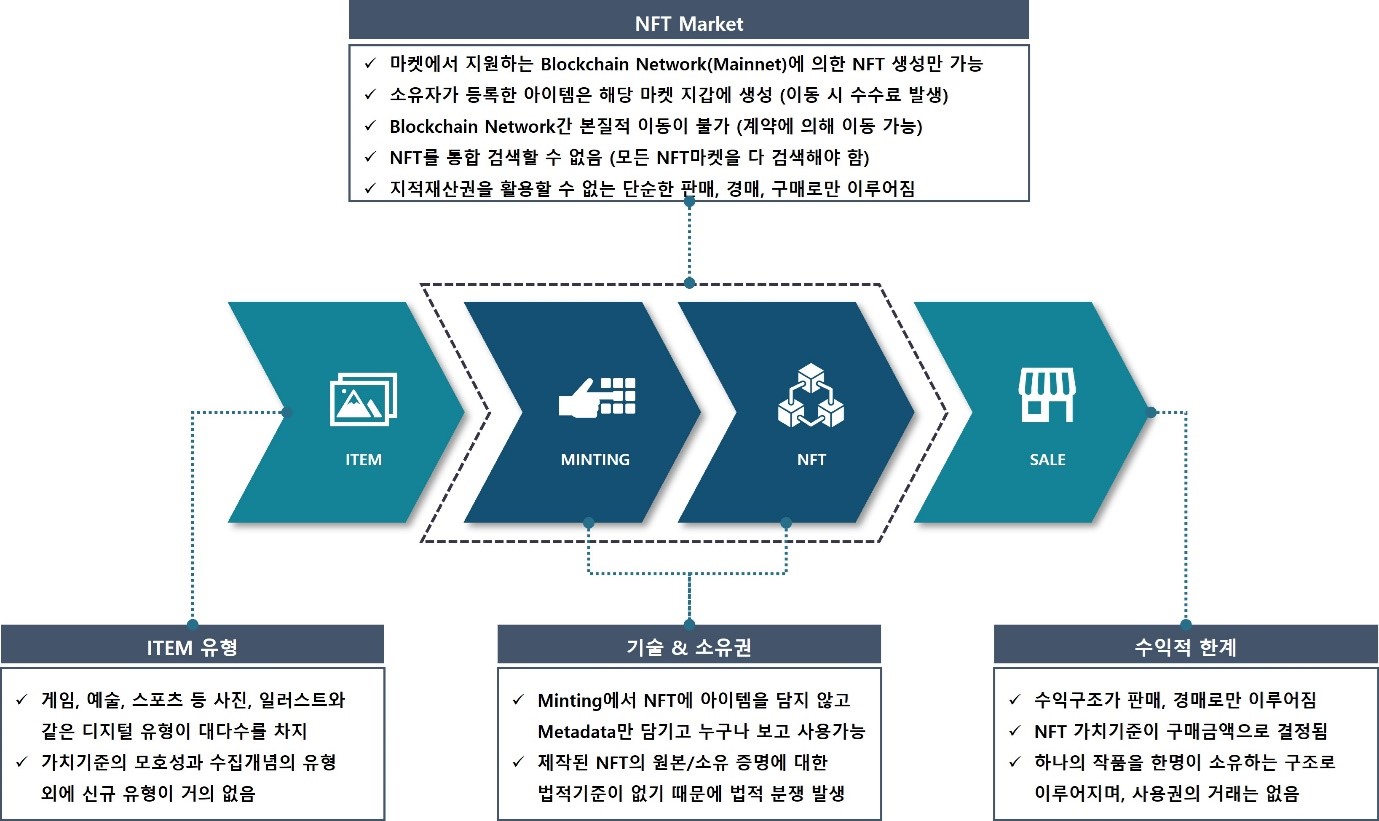 NFT Market
✓ 마켓에서 지원하는 Blockchain Network(Mainnet)에 의한 NFT 생성만 가능
✓ 소유자가 등록한 아이템은 해당 마켓 지갑에 생성 (이동 시 수수료 발생)
✓ Blockchain Network간 본질적 이동이 불가 (계약에 의해 이동 가능)
✓ NFT를 통합 검색할 수 없음 (모든 NFT마켓을 다 검색해야 함)
✓ 지적재산권을 활용할 수 없는 단순한 판매, 경매, 구매로만 이루어짐
ITEM
MINTING
NFT
SALE
ITEM 유형
✓ 게임, 예술, 스포츠 등 사진, 일러스트와
같은 디지털 유형이 대다수를 차지
✓ 가치기준의 모호성과 수집개념의 유형
외에 신규 유형이 거의 없음
기술 & 소유권
✓ Minting에서 NFT에 아이템을 담지 않고
Metadata만 담기고 누구나 보고 사용가능
✓ 제작된 NFT의 원본/소유 증명에 대한
법적기준이 없기 때문에 법적 분쟁 발생
수익적 한계
✓ 수익구조가 판매, 경매로만 이루어짐
✓ NFT 가치기준이 구매금액으로 결정됨
✓ 하나의 작품을 한명이 소유하는 구조로
이루어지며, 사용권의 거래는 없음